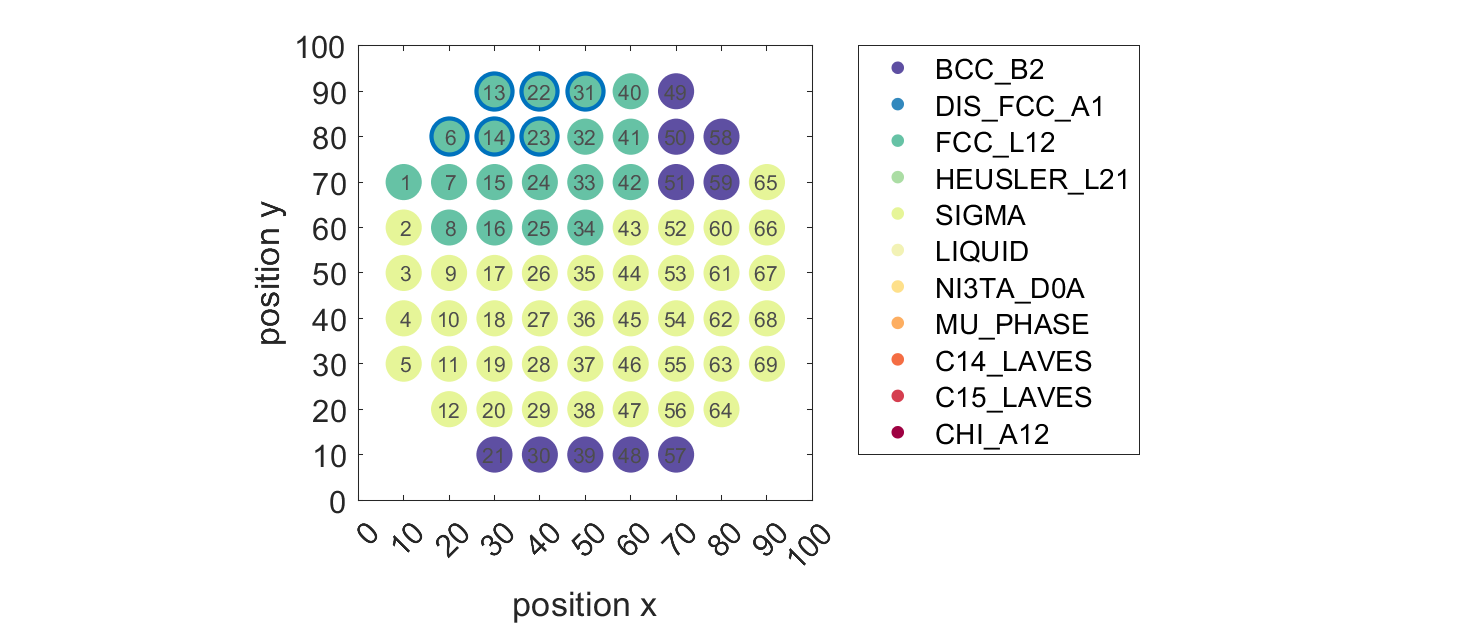 100
90
80
70
60
50
40
30
20
10
0
position y
13 22 31 40 49
6 14 23 32 41 50 58
1 7 15 24 33 42 51 59 65
2 8 16 25 34 43 52 60 66
3 9 17 26 35 44 53 61 67
4 10 18 27 36 45 54 62 68
5 11 19 28 37 46 55 63 69
12 20 29 38 47 56 64
21 30 39 48 57
0 10 20 30 40 50 60 70 80 90 100
position x
BCC_B2
DIS_FCC_A1
FCC_L12
HEUSLER_L21
SIGMA
LIQUID
NI3TA_D0A
MU_PHASE
C14_LAVES
C15_LAVES
CHI_A12